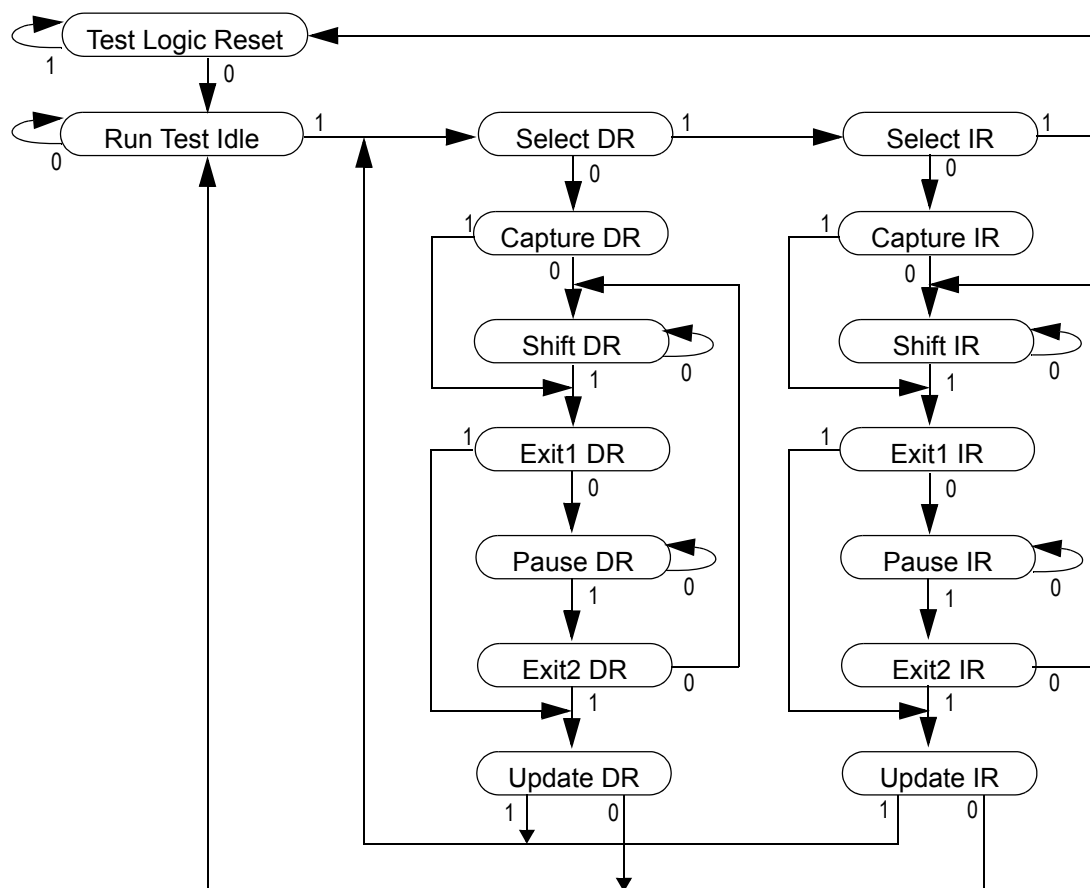 Test Logic Reset
1
0
Run Test Idle
1
0
Select DR
1
0
Select IR
1
0
Capture DR
1
0
Capture IR
1
0
Shift DR
0
1
Shift IR
0
1
Exit1 DR
1
0
Exit1 IR
1
0
Pause DR
0
1
Pause IR
0
1
Exit2 DR
0
1
Exit2 IR
0
1
Update DR
1
0
Update IR
1
0